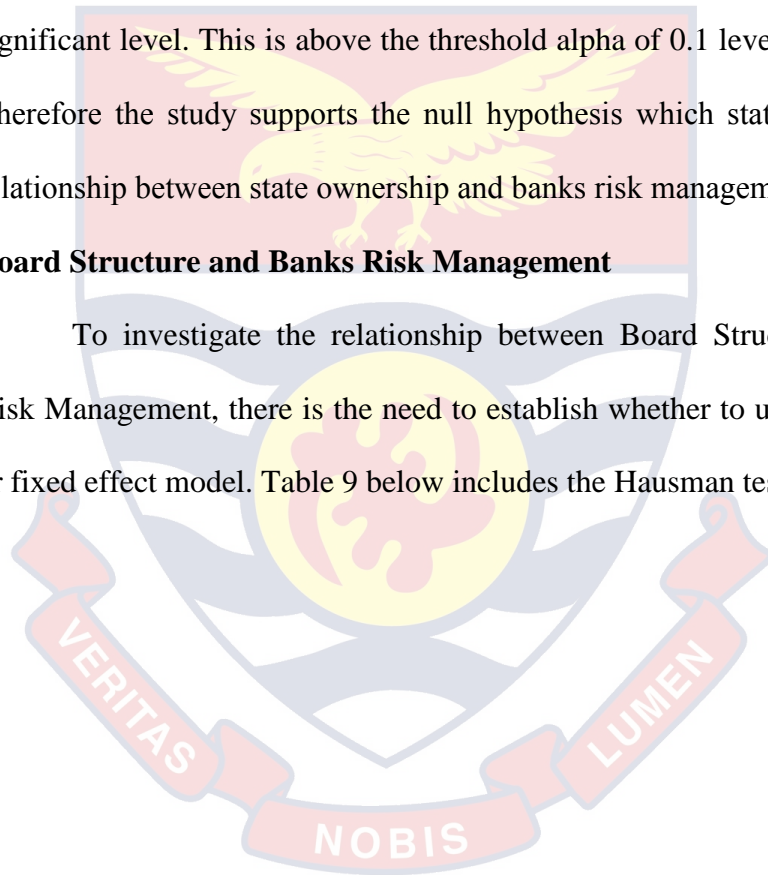 gnificant level. This is above the threshold alpha of 0.1 leve
herefore the study supports the null hypothesis which stat
lationship between state ownership and banks risk managem
oard Structure and Banks Risk Management
To investigate the relationship between Board Struc
isk Management, there is the need to establish whether to u
r fixed effect model. Table 9 below includes the Hausman tes
VERITAS
NOBIS
LUMEN